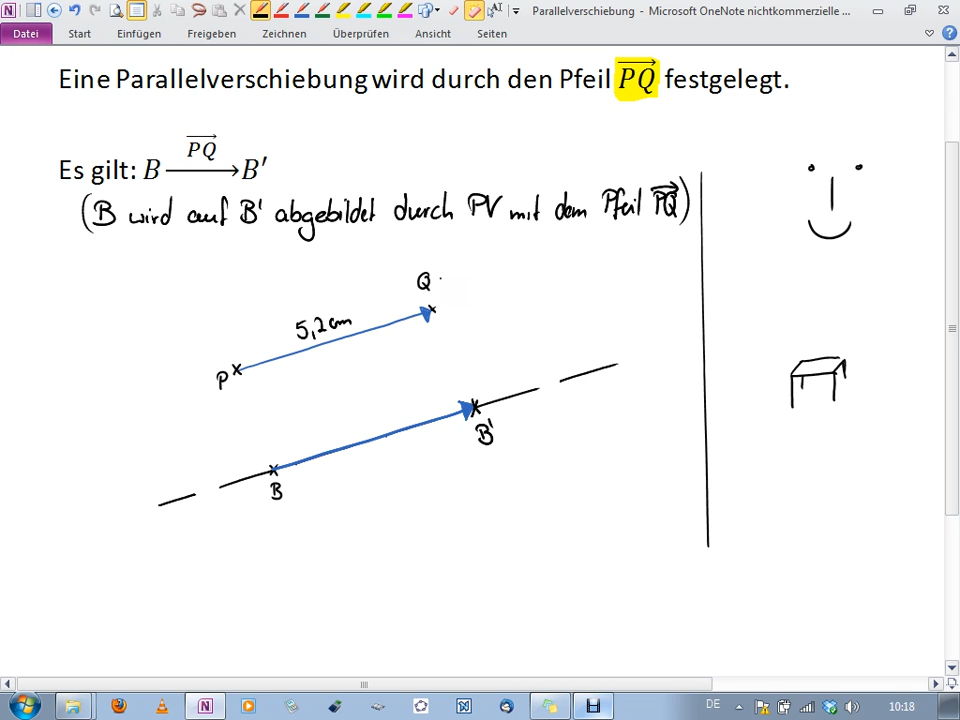 Parallelverschiebung - Microsoft OneNote nichtkommerzielle ...
Datei Start Einfügen Freigeben Zeichnen Überprüfen Ansicht Seiten
Eine Parallelverschiebung wird durch den Pfeil PQ festgelegt.
PQ
Es gilt: B → B'
(B wird auf B' abgebildet durch PV mit dem Pfeil PQ)
Q
5,2 cm
P
B'
B
DE 10:18